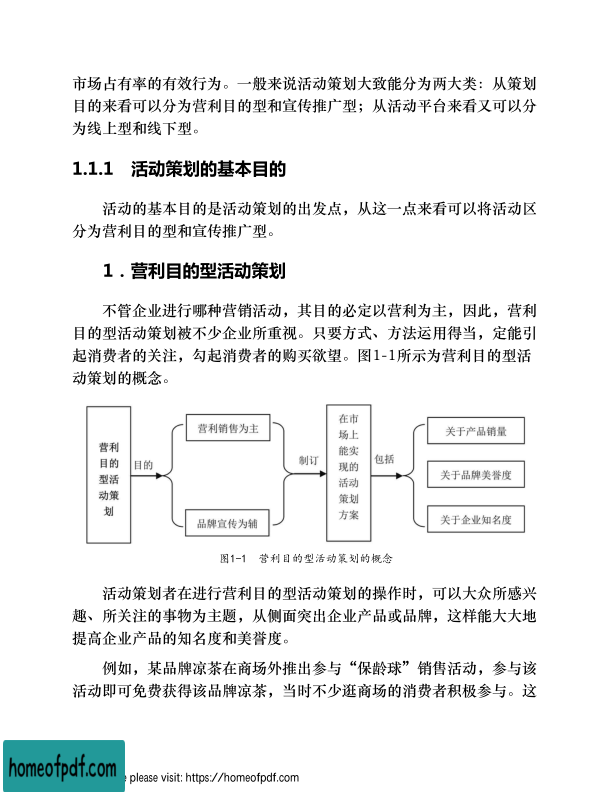 市场占有率的有效行为。一般来说活动策划大致能分为两大类：从策划
目的来看可以分为营利目的型和宣传推广型；从活动平台来看又可以分
为线上型和线下型。
1.1.1 活动策划的基本目的
活动的基本目的是活动策划的出发点，从这一点来看可以将活动区
分为营利目的型和宣传推广型。
1．营利目的型活动策划
不管企业进行哪种营销活动，其目的必定以营利为主，因此，营利
目的型活动策划被不少企业所重视。只要方式、方法运用得当，定能引
起消费者的关注，勾起消费者的购买欲望。图1-1所示为营利目的型活
动策划的概念。
营利
目的
型活
动策
划
目的
营利销售为主
品牌宣传为辅
制订
在市
场上
能实
现的
活动
策划
方案
包括
关于产品销量
关于品牌美誉度
关于企业知名度
图1-1 营利目的型活动策划的概念
活动策划者在进行营利目的型活动策划的操作时，可以大众所感兴
趣、所关注的事物为主题，从侧面突出企业产品或品牌，这样能大大地
提高企业产品的知名度和美誉度。
例如，某品牌凉茶在商场外推出参与“保龄球”销售活动，参与该
活动即可免费获得该品牌凉茶，当时不少逛商场的消费者积极参与。这
homeofpdf.com
please visit: https://homeofpdf.com